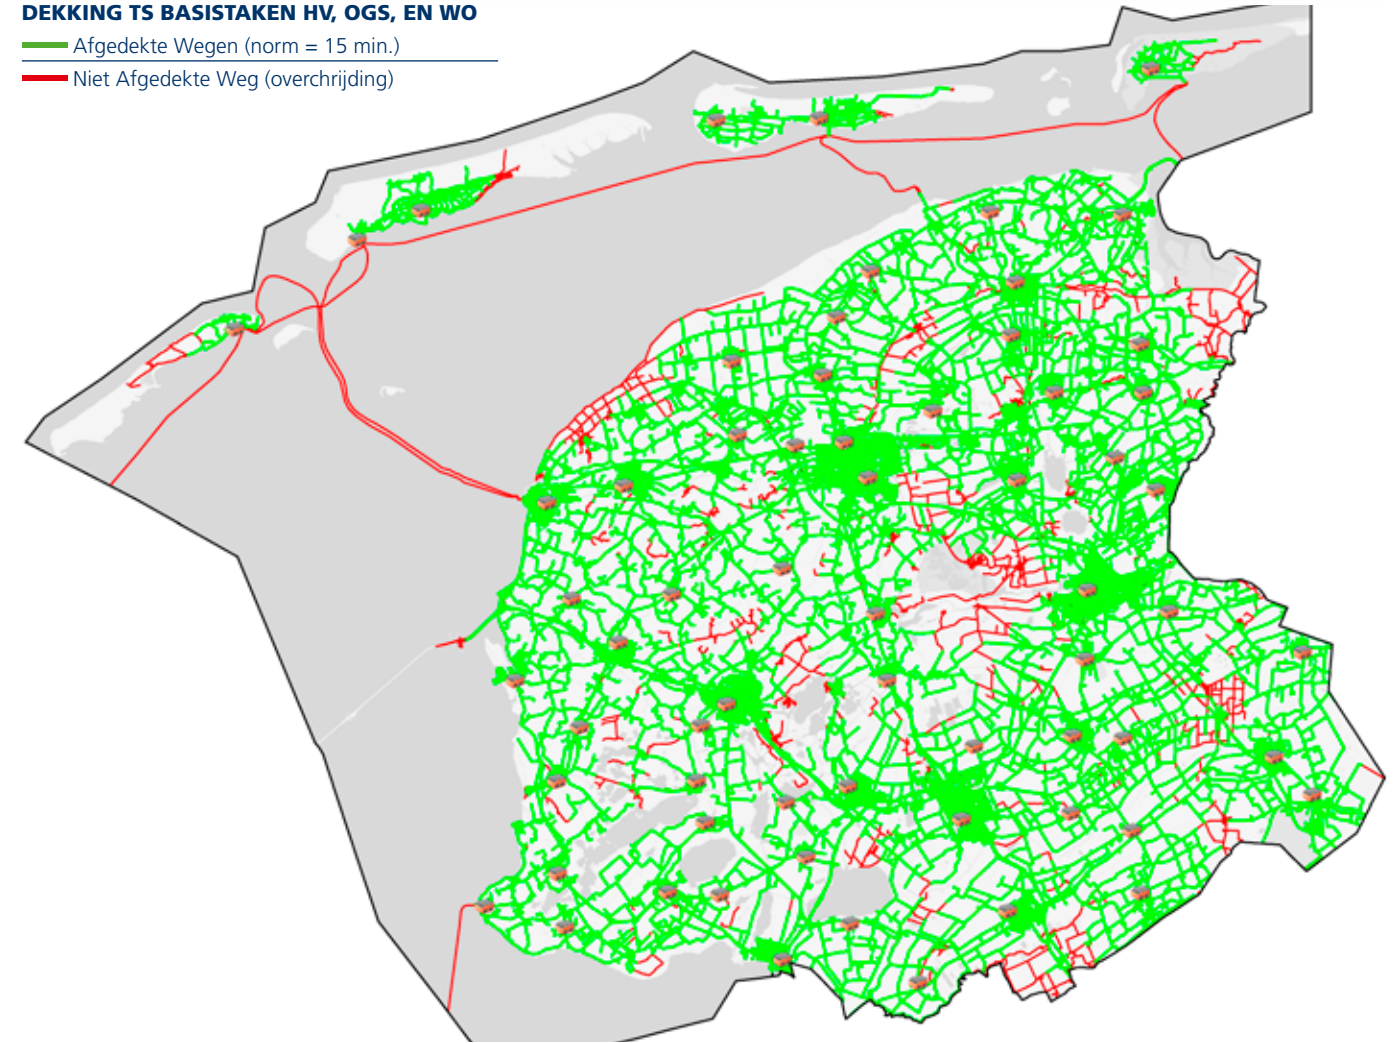 DEKKING TS BASISTAKEN HV, OGS, EN WO
Afgedekte Wegen (norm = 15 min.)
Niet Afgedekte Weg (overchrijding)